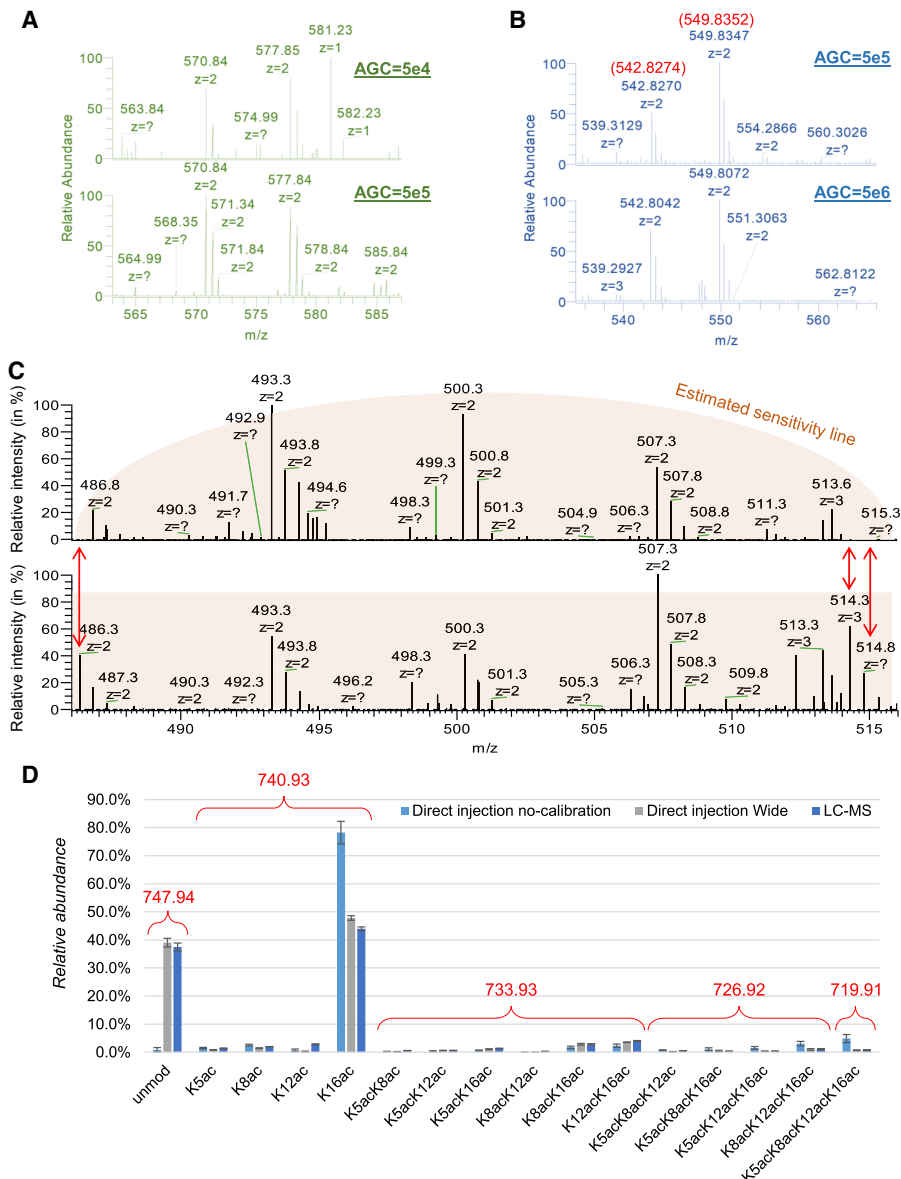 A
581.23
z=1
577.85
z=2
570.84
z=2
AGC=5e4
100
563.84
z=?
574.99
z=?
582.23
z=1
50
0
Relative Abundance
570.84
z=2
577.84
z=2
AGC=5e5
100
571.34
z=2
568.35
z=?
50
564.99
z=?
571.84
z=2
578.84
z=2
585.84
z=2
0
565
570
575
580
585
m/z
B
(549.8352)
549.8347
z=2
AGC=5e5
(542.8274)
542.8270
z=2
100
539.3129
z=?
554.2866
z=2
560.3026
z=?
50
0
Relative Abundance
549.8072
z=2
AGC=5e6
100
542.8042
z=2
551.3063
z=2
50
539.2927
z=3
562.8122
z=?
0
540
550
560
m/z
C
Estimated sensitivity line
Relative intensity (in %)
100
80
60
40
20
0
486.8
z=2
490.3
z=?
491.7
z=?
492.9
z=?
493.3
z=2
493.8
z=2
494.6
z=?
498.3
z=?
499.3
z=?
500.3
z=2
500.8
z=2
501.3
z=2
504.9
z=?
506.3
z=?
507.3
z=2
507.8
z=2
508.8
z=2
511.3
z=?
513.6
z=3
515.3
z=?
Relative intensity (in %)
100
80
60
40
20
0
486.3
z=2
487.3
z=2
490.3
z=2
492.3
z=?
493.3
z=2
493.8
z=2
496.2
z=?
498.3
z=?
500.3
z=2
501.3
z=2
505.3
z=?
506.3
z=?
507.3
z=2
507.8
z=2
508.3
z=2
509.8
z=2
513.3
z=3
514.3
z=3
514.8
z=?
490
495
500
505
510
515
m/z
D
740.93
Direct injection no-calibration
Direct injection Wide
LC-MS
747.94
733.93
726.92
719.91
Relative abundance
90.0%
80.0%
70.0%
60.0%
50.0%
40.0%
30.0%
20.0%
10.0%
0.0%
unmod
K5ac
K8ac
K12ac
K16ac
K5acK8ac
K5acK12ac
K5acK16ac
K8acK12ac
K8acK16ac
K12acK16ac
K5acK8acK12ac
K5acK8acK16ac
K5acK12acK16ac
K8acK12acK16ac
K5acK8acK12acK16ac